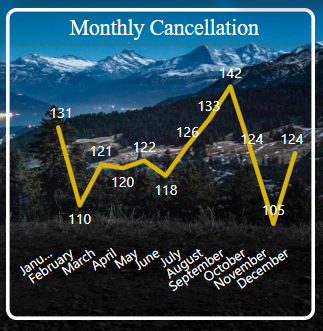 Monthly Cancellation
142
131
133
126
124
124
121
122
120
118
110
105
Janu...
February
March
April
May
June
July
August
September
October
November
December